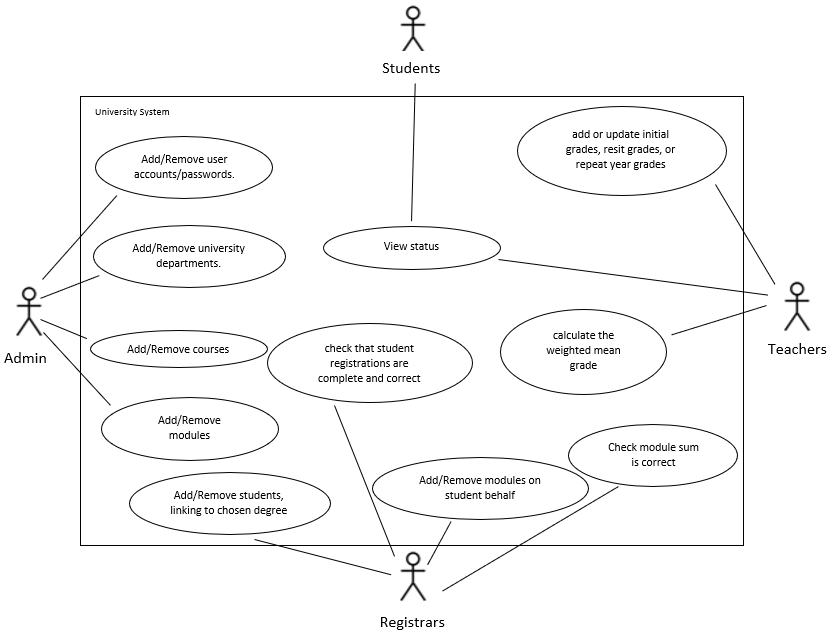 Students
University System
add or update initial
grades, resit grades, or
repeat year grades
Add/Remove user
accounts/passwords.
View status
Add/Remove university
departments.
Admin
Teachers
Add/Remove courses
check that student
registrations are
complete and correct
calculate the
weighted mean
grade
Add/Remove
modules
Check module sum
is correct
Add/Remove students,
linking to chosen degree
Add/Remove modules on
student behalf
Registrars